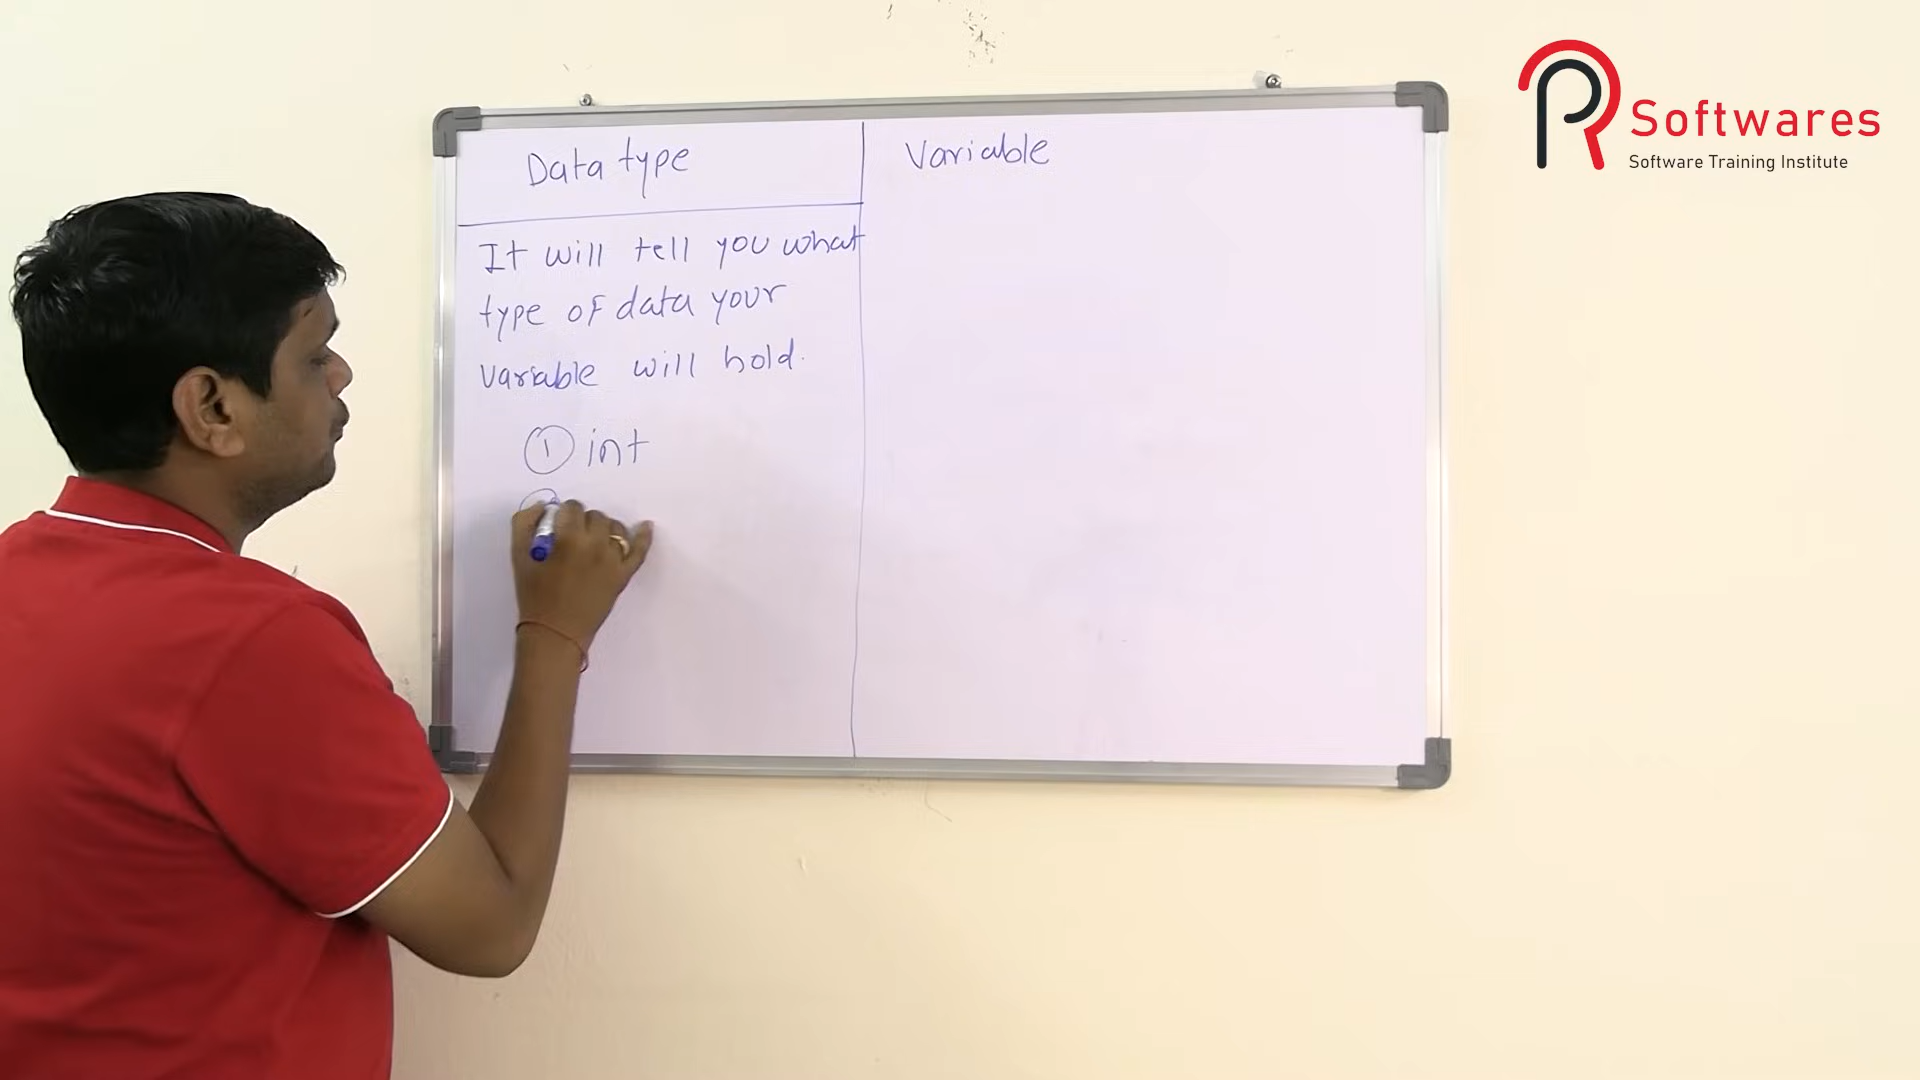 Data type
It will tell you what
type of data your
variable will hold.
1 int
Variable
R Softwares
Software Training Institute